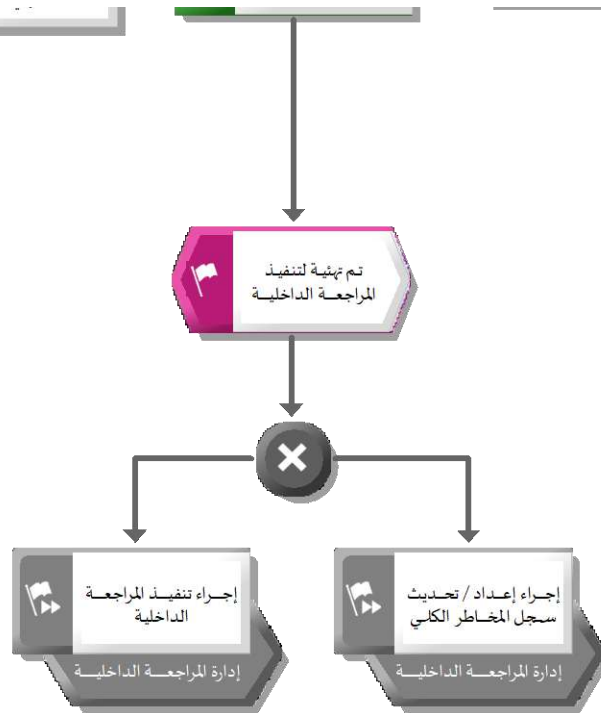 تم تهيئة لتنفيذ
المراجعة الداخلية
إجراء إعداد / تحديث
سجل المخاطر الكلي
إدارة المراجعة الداخلية
إجراء تنفيذ المراجعة
الداخلية
إدارة المراجعة الداخلية